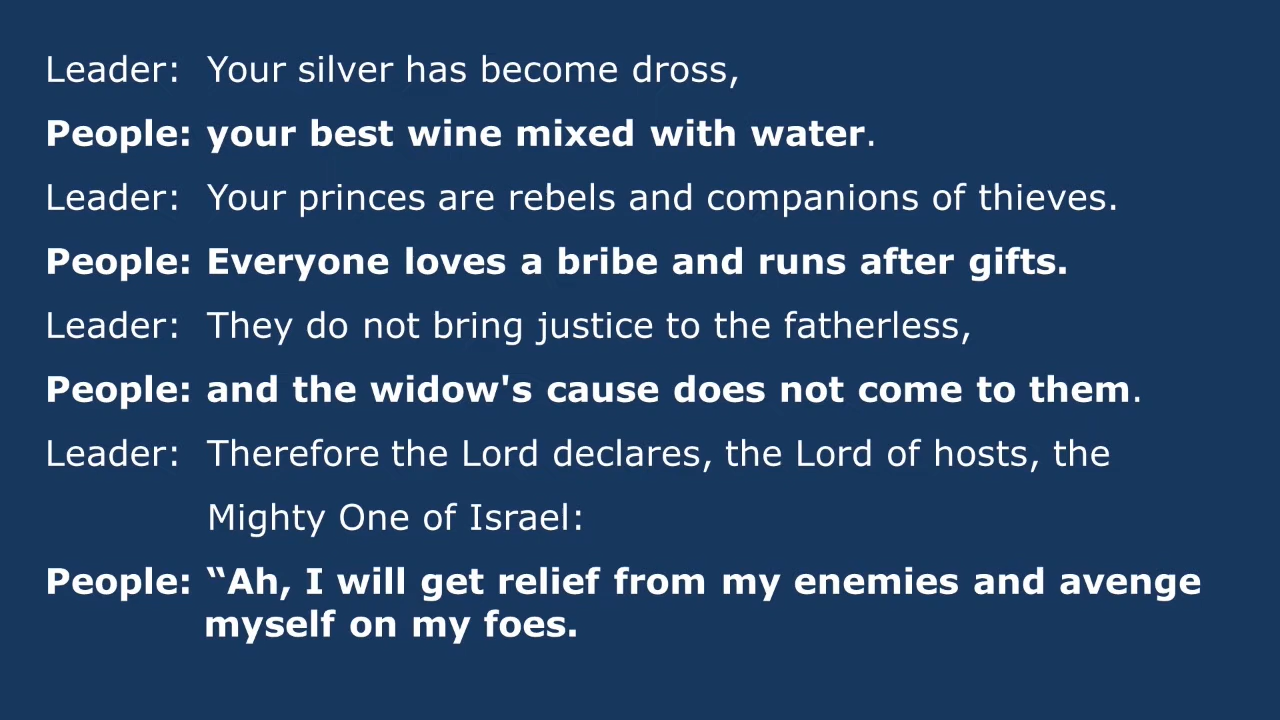 Leader: Your silver has become dross,
People: your best wine mixed with water.
Leader: Your princes are rebels and companions of thieves.
People: Everyone loves a bribe and runs after gifts.
Leader: They do not bring justice to the fatherless,
People: and the widow's cause does not come to them.
Leader: Therefore the Lord declares, the Lord of hosts, the
Mighty One of Israel:
People: “Ah, I will get relief from my enemies and avenge
myself on my foes.